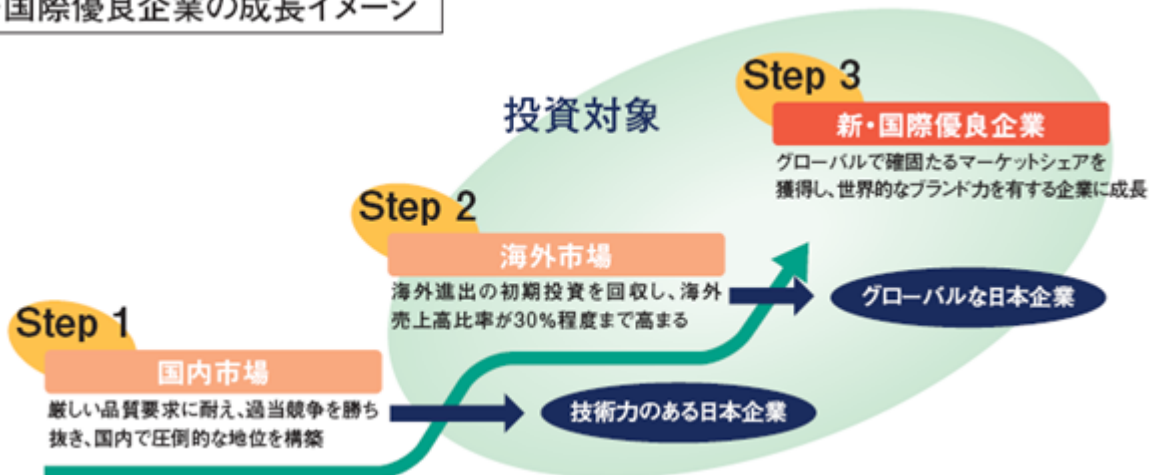 国際優良企業の成長イメージ
投資対象
Step 3
新・国際優良企業
グローバルで確固たるマーケットシェアを
獲得し、世界的なブランド力を有する企業に成長
Step 2
海外市場
海外進出の初期投資を回収し、海外
売上高比率が30%程度まで高まる
グローバルな日本企業
Step 1
国内市場
厳しい品質要求に耐え、過当競争を勝ち
抜き、国内で圧倒的な地位を構築
技術力のある日本企業